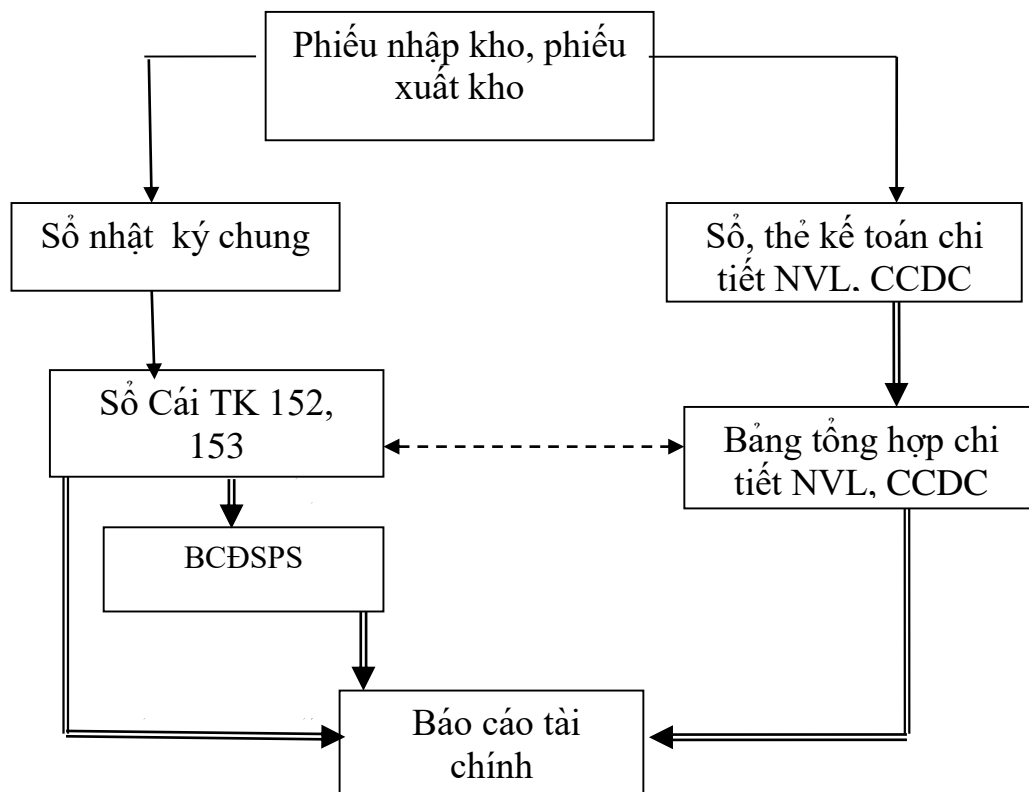 Phiếu nhập kho, phiếu
xuất kho
Sổ nhật ký chung
Sổ, thẻ kế toán chi
tiết NVL, CCDC
Sổ Cái TK 152,
153
Bảng tổng hợp chi
tiết NVL, CCDC
BCĐSPS
Báo cáo tài
chính